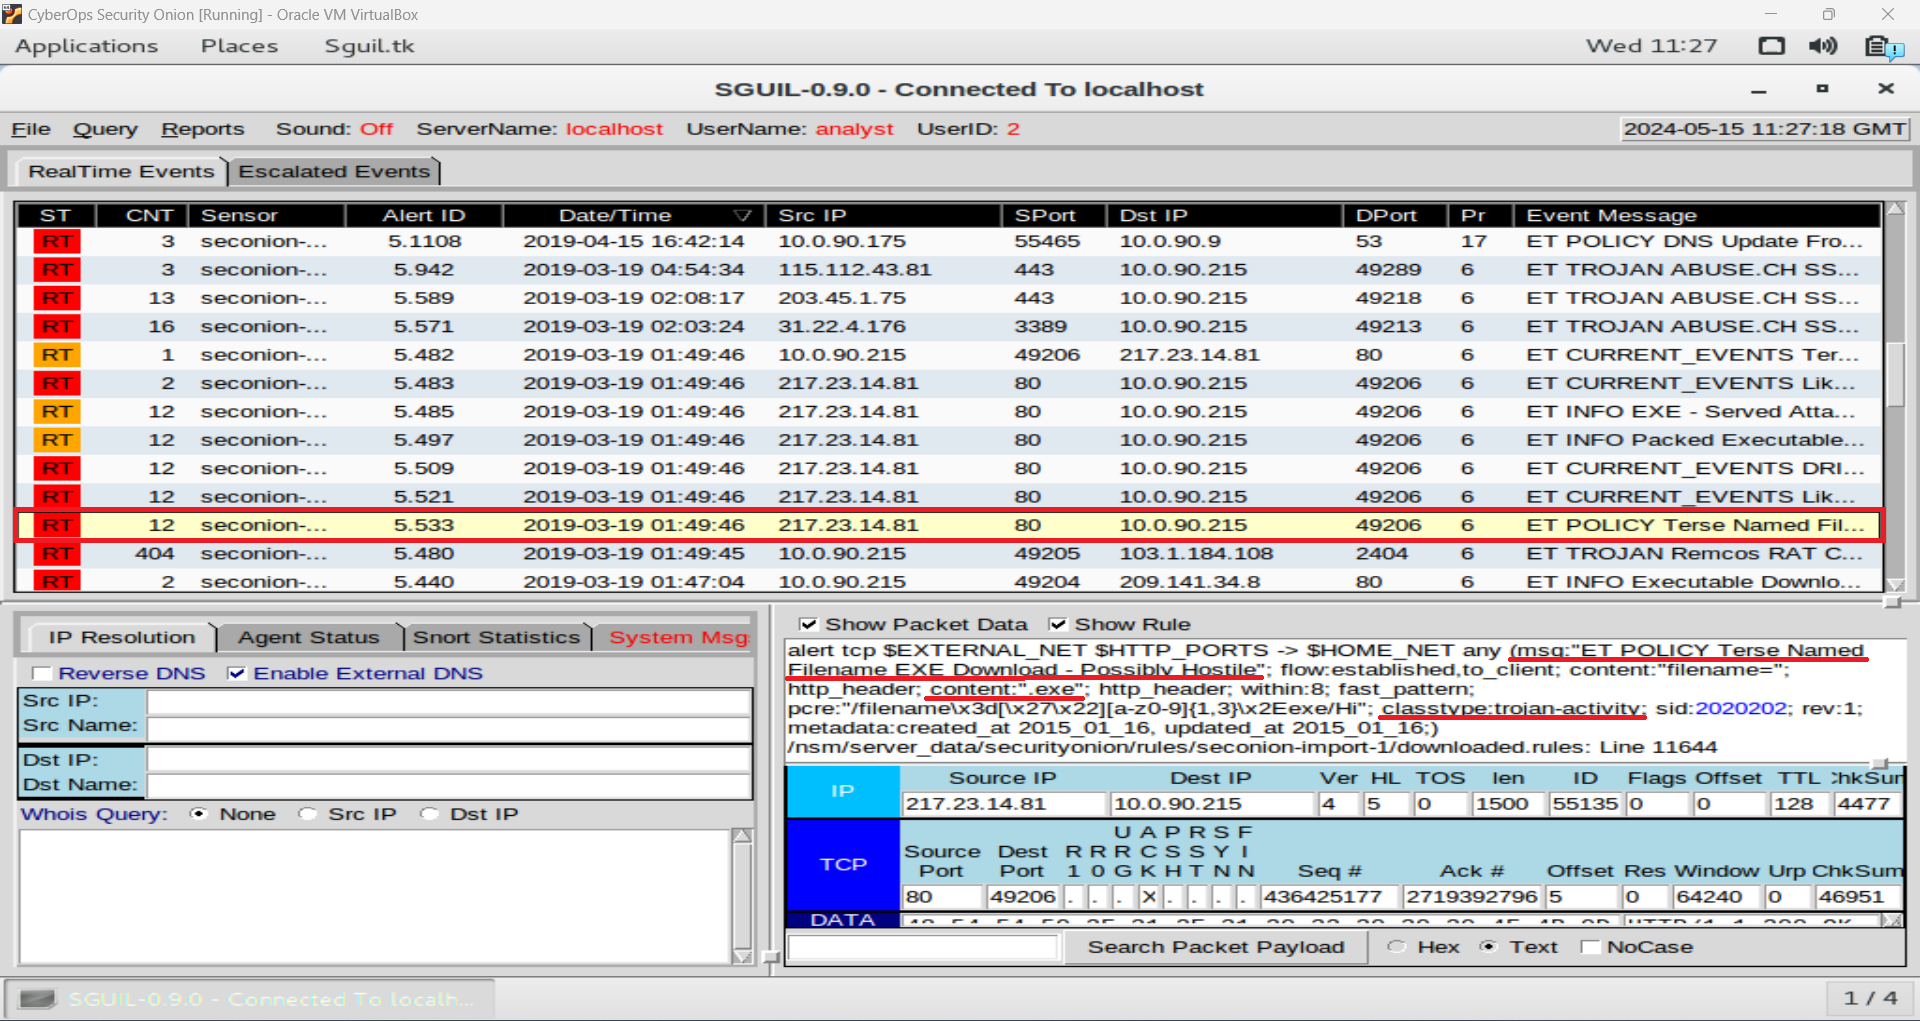 CyberOps Security Onion [Running] - Oracle VM VirtualBox
Applications Places Sguil.tk Wed 11:27
SGUIL-0.9.0 - Connected To localhost
File Query Reports Sound: Off ServerName: localhost UserName: analyst UserID: 2 2024-05-15 11:27:18 GMT
RealTime Events Escalated Events
ST CNT Sensor Alert ID Date/Time Src IP SPort Dst IP DPort Pr Event Message
RT 3 seconion-... 5.1108 2019-04-15 16:42:14 10.0.90.175 55465 10.0.90.9 53 17 ET POLICY DNS Update Fro...
RT 3 seconion-... 5.942 2019-03-19 04:54:34 115.112.43.81 443 10.0.90.215 49289 6 ET TROJAN ABUSE.CH SS...
RT 13 seconion-... 5.589 2019-03-19 02:08:17 203.45.1.75 443 10.0.90.215 49218 6 ET TROJAN ABUSE.CH SS...
RT 16 seconion-... 5.571 2019-03-19 02:03:24 31.22.4.176 3389 10.0.90.215 49213 6 ET TROJAN ABUSE.CH SS...
RT 1 seconion-... 5.482 2019-03-19 01:49:46 10.0.90.215 49206 217.23.14.81 80 6 ET CURRENT_EVENTS Ter...
RT 2 seconion-... 5.483 2019-03-19 01:49:46 217.23.14.81 80 10.0.90.215 49206 6 ET CURRENT_EVENTS Lik...
RT 12 seconion-... 5.485 2019-03-19 01:49:46 217.23.14.81 80 10.0.90.215 49206 6 ET INFO EXE - Served Atta...
RT 12 seconion-... 5.497 2019-03-19 01:49:46 217.23.14.81 80 10.0.90.215 49206 6 ET INFO Packed Executable...
RT 12 seconion-... 5.509 2019-03-19 01:49:46 217.23.14.81 80 10.0.90.215 49206 6 ET CURRENT_EVENTS DRI...
RT 12 seconion-... 5.521 2019-03-19 01:49:46 217.23.14.81 80 10.0.90.215 49206 6 ET CURRENT_EVENTS Lik...
RT 12 seconion-... 5.533 2019-03-19 01:49:46 217.23.14.81 80 10.0.90.215 49206 6 ET POLICY Terse Named Fil...
RT 404 seconion-... 5.480 2019-03-19 01:49:45 10.0.90.215 49205 103.1.184.108 2404 6 ET TROJAN Remcos RAT C...
RT 2 seconion-... 5.440 2019-03-19 01:47:04 10.0.90.215 49204 209.141.34.8 80 6 ET INFO Executable Downlo...
IP Resolution Agent Status Snort Statistics System Msg
Reverse DNS Enable External DNS
Src IP:
Src Name:
Dst IP:
Dst Name:
Whois Query: None Src IP Dst IP
Show Packet Data Show Rule
alert tcp $EXTERNAL_NET $HTTP_PORTS -> $HOME_NET any (msg:"ET POLICY Terse Named
Filename EXE Download - Possibly Hostile"; flow:established,to_client; content:"filename=";
http_header; content:".exe"; http_header; within:8; fast_pattern;
pcre:"/filename\x3d[\x27\x22][a-z0-9]{1,3}\x2Eexe/Hi"; classtype:trojan-activity; sid:2020202; rev:1;
metadata:created_at 2015_01_16, updated_at 2015_01_16;)
/nsm/server_data/securityonion/rules/seconion-import-1/downloaded.rules: Line 11644
IP Source IP Dest IP Ver HL TOS len ID Flags Offset TTL ChkSum
217.23.14.81 10.0.90.215 4 5 0 1500 55135 0 0 128 4477
U A P R S F
Source Dest R R R C S S Y I
TCP Port Port 1 0 G K H T N N Seq # Ack # Offset Res Window Urp ChkSum
80 49206 . . . X . . . . 436425177 2719392796 5 0 64240 0 46951
DATA
Search Packet Payload Hex Text NoCase
SGUIL-0.9.0 - Connected To localh... 1 / 4